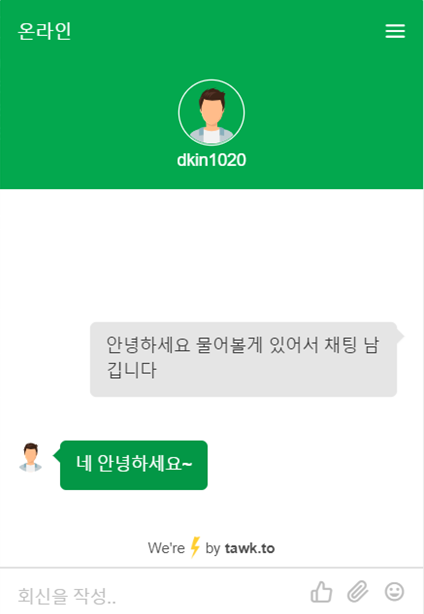 온라인
dkin1020
안녕하세요 물어볼게 있어서 채팅 남
깁니다
네 안녕하세요~
We're by tawk.to
회신을 작성..